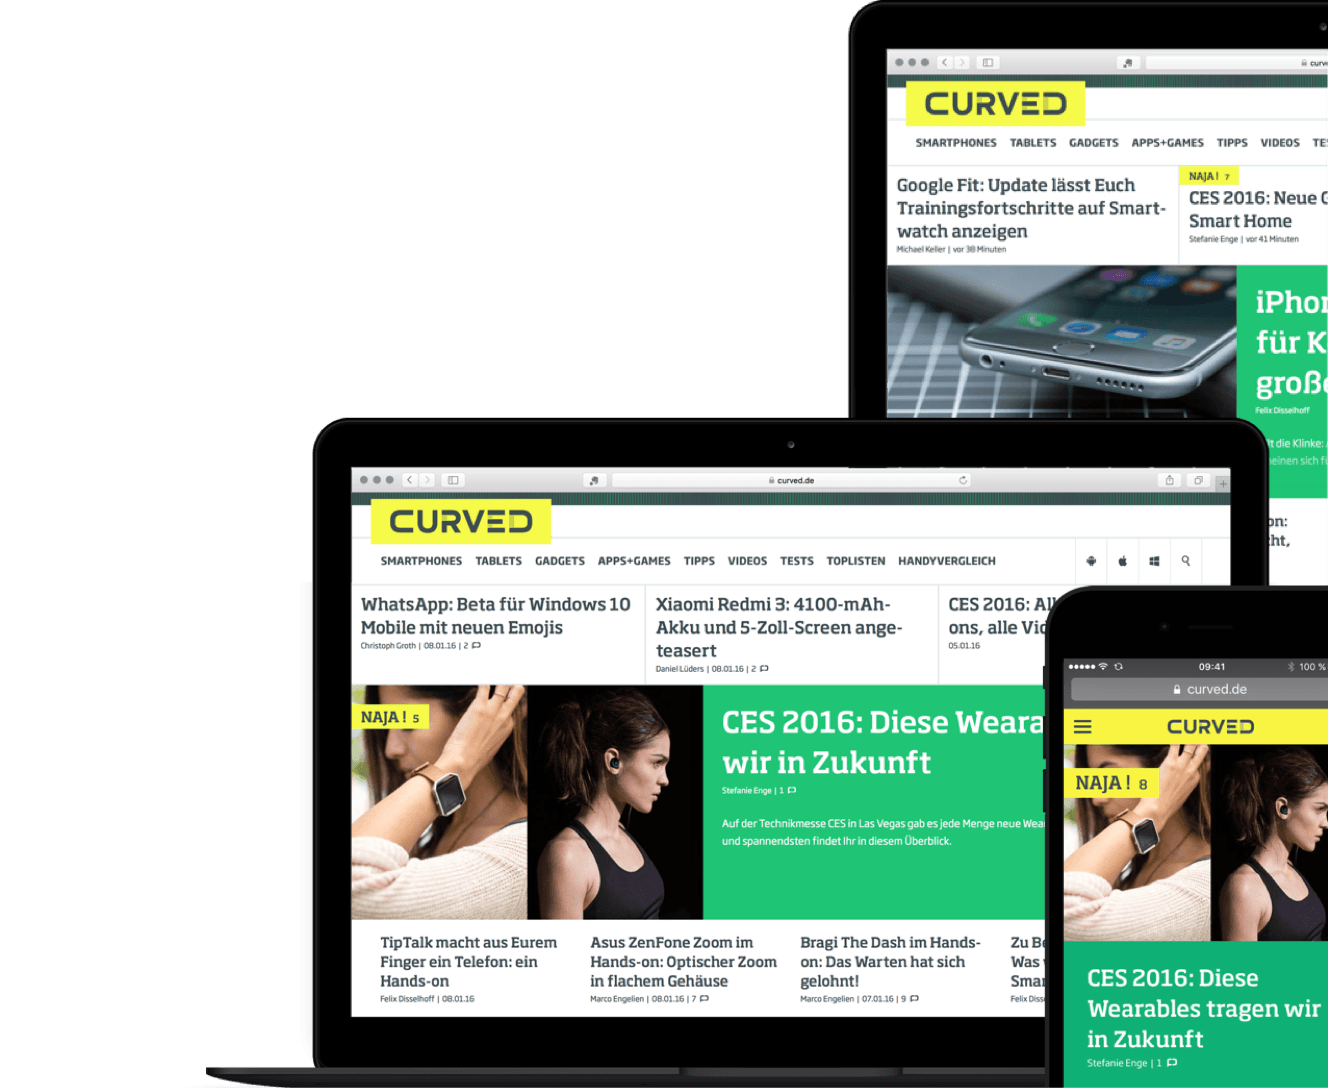 curv
CURVED
SMARTPHONES TABLETS GADGETS APPS+GAMES TIPPS VIDEOS TE
Google Fit: Update lässt Euch
Trainingsfortschritte auf Smart-
watch anzeigen
Michael Keller | vor 30 Minuten
NAJA! 7
CES 2016: Neue
Smart Home
Stefanie Enge | vor 41 Minuten
iPhon
für K
große
Felix Disselhoff
die Klinke:
einen sich fü
on:
cht,
curved.de
CURVED
SMARTPHONES TABLETS GADGETS APPS+GAMES TIPPS VIDEOS TESTS TOPLISTEN HANDYVERGLEICH
WhatsApp: Beta für Windows 10
Mobile mit neuen Emojis
Christoph Groth | 08.01.16 | 2
Xiaomi Redmi 3: 4100-mAh-
Akku und 5-Zoll-Screen ange-
teasert
Daniel Lüders | 08.01.16 | 2
CES 2016: All
ons, alle Vid
05.01.16
NAJA! 5
CES 2016: Diese Weara
wir in Zukunft
Stefanie Enge | 1
Auf der Technikmesse CES in Las Vegas gab es jede Menge neue Wear
und spannendsten findet Ihr in diesem Überblick.
TipTalk macht aus Eurem
Finger ein Telefon: ein
Hands-on
Felix Disselhoff | 08.01.16
Asus ZenFone Zoom im
Hands-on: Optischer Zoom
in flachem Gehäuse
Marco Engelien | 08.01.16 | 7
Bragi The Dash im Hands-
on: Das Warten hat sich
gelohnt!
Marco Engelien | 07.01.16 | 9
Zu Be
Was
Smar
Felix Diss
09:41
100 %
curved.de
CURVED
NAJA! 8
CES 2016: Diese
Wearables tragen wir
in Zukunft
Stefanie Enge | 1